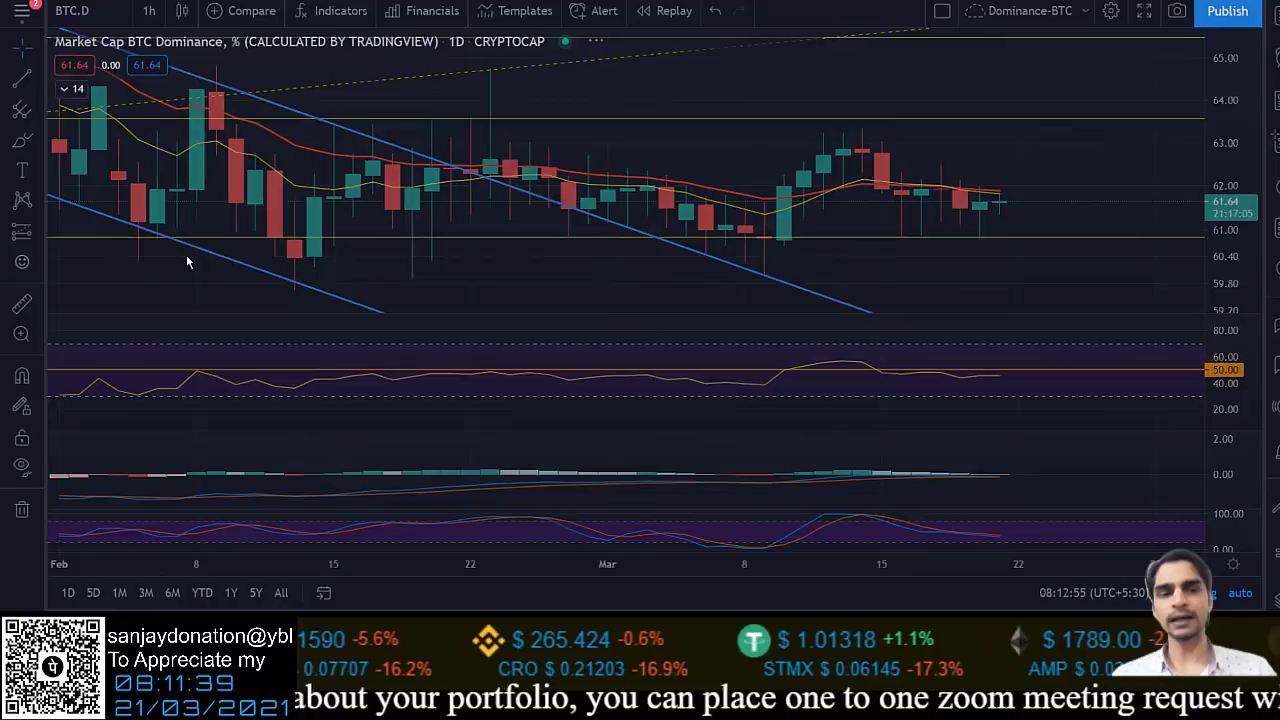 BTC.D 1h Compare Indicators Financials Templates Alert Replay Dominance-BTC Publish
Market Cap BTC Dominance, % (CALCULATED BY TRADINGVIEW) · 1D · CRYPTOCAP
61.64 0.00 61.64
14
65.00
64.00
63.00
62.00
61.64
21:17:05
61.00
60.40
59.80
59.20
80.00
60.00
50.00
40.00
20.00
2.00
0.00
100.00
0.00
Feb 8 15 22 Mar 8 15 22
1D 5D 1M 3M 6M YTD 1Y 5Y All 08:12:55 (UTC+5:30) auto
sanjaydonation@ybl
To Appreciate my
08:11:39
21/03/2021
1590 -5.6% $ 265.424 -0.6% $ 1.01318 +1.1% $ 1789.00
0.07707 -16.2% CRO $ 0.21203 -16.9% STMX $ 0.06145 -17.3% AMP $
about your portfolio, you can place one to one zoom meeting request